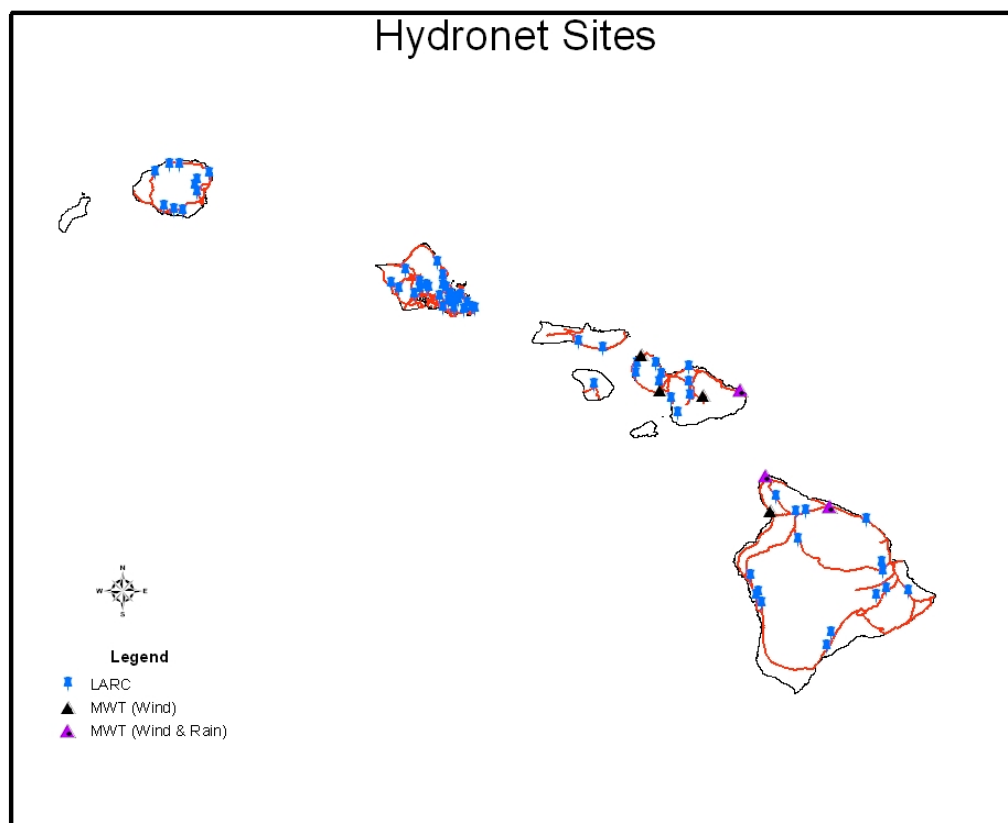 Hydronet Sites
N
W E
S
Legend
LARC
MWT (Wind)
MWT (Wind & Rain)